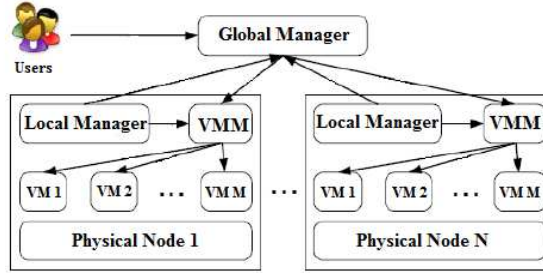 Global Manager
Users
Local Manager
VMM
Local Manager
VMM
VM 1
VM 2
...
VM M
...
VM 1
VM 2
...
VM M
Physical Node 1
Physical Node N